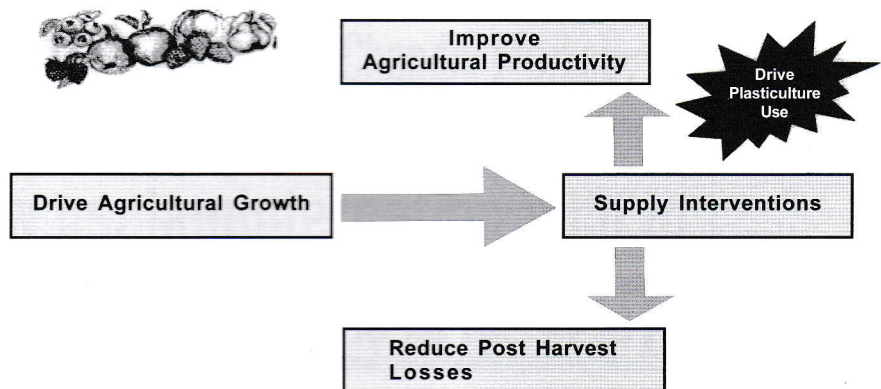 Improve
Agricultural Productivity
Drive
Plasticulture
Use
Drive Agricultural Growth
Supply Interventions
Reduce Post Harvest
Losses